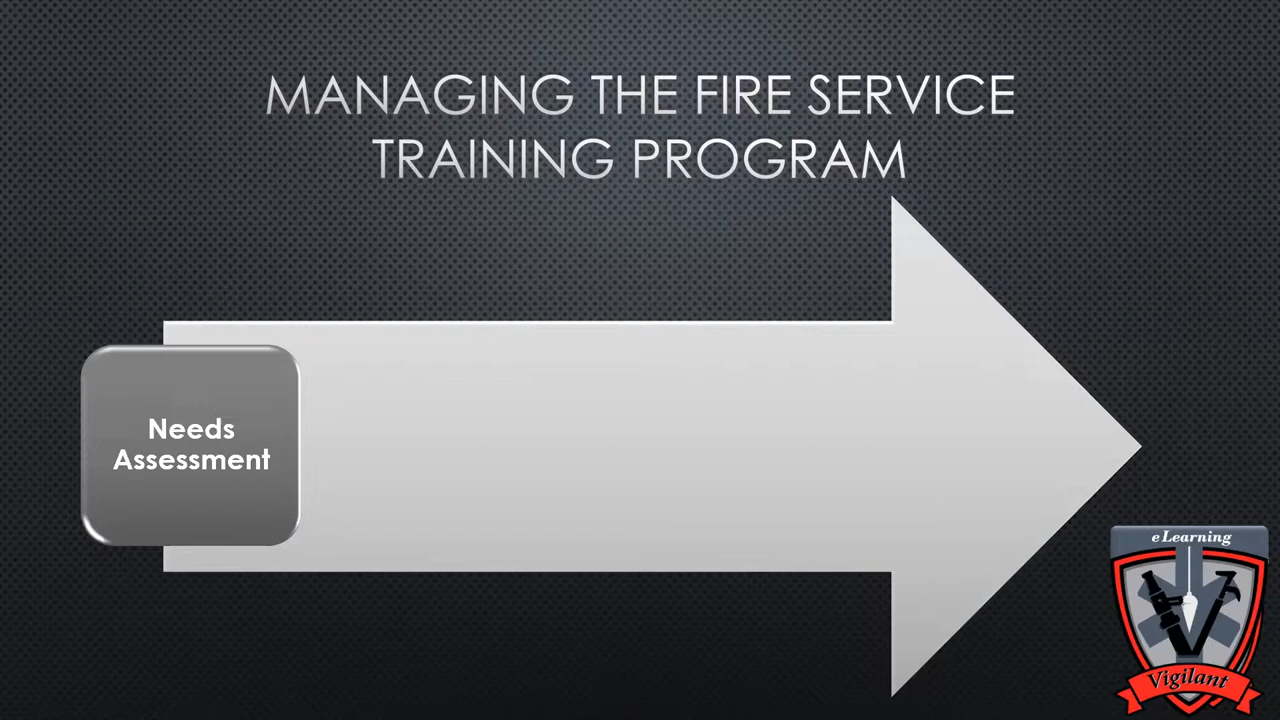 MANAGING THE FIRE SERVICE
TRAINING PROGRAM
Needs
Assessment
eLearning
Vigilant